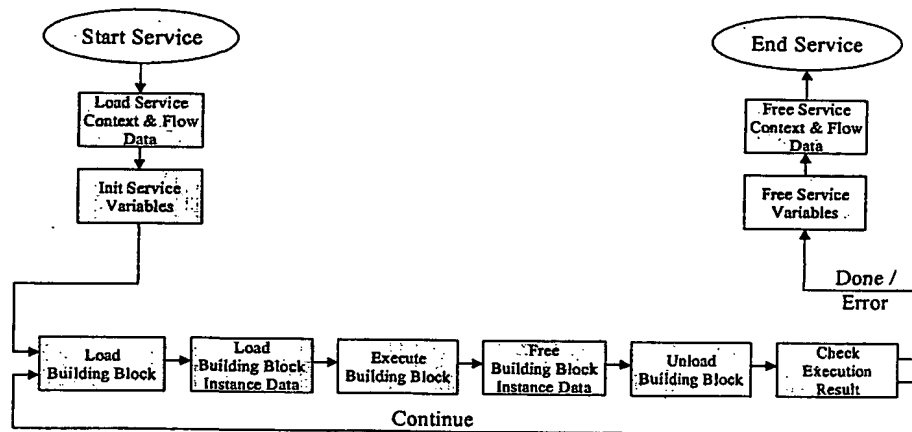 Start Service
Load Service
Context & Flow
Data
Init Service
Variables
End Service
Free Service
Context & Flow
Data
Free Service
Variables
Done /
Error
Load
Building Block
Load
Building Block
Instance Data
Execute
Building Block
Free
Building Block
Instance Data
Unload
Building Block
Check
Execution
Result
Continue